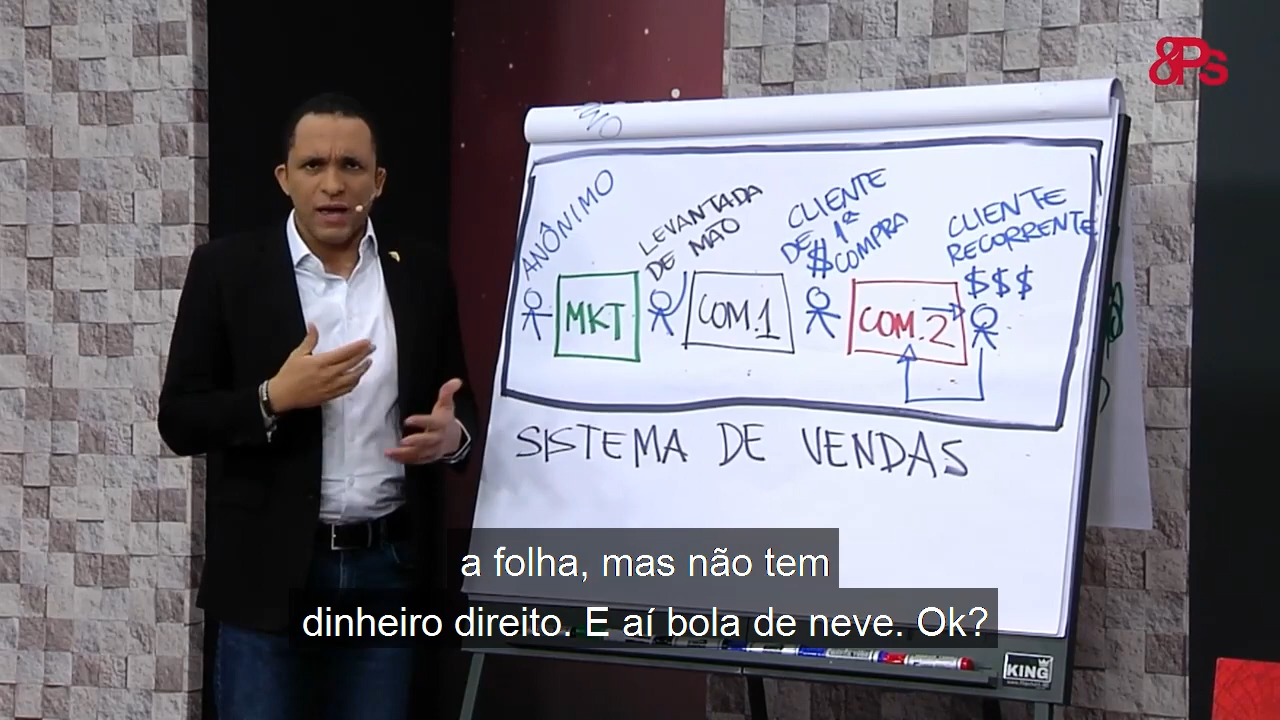 8Ps
ANÔNIMO
LEVANTADA
DE MÃO
CLIENTE
DE 1ª
$ COMPRA
CLIENTE
RECORRENTE
$$$
MKT
COM.1
COM.2
SISTEMA DE VENDAS
a folha, mas não tem
dinheiro direito. E aí bola de neve. Ok?
KING